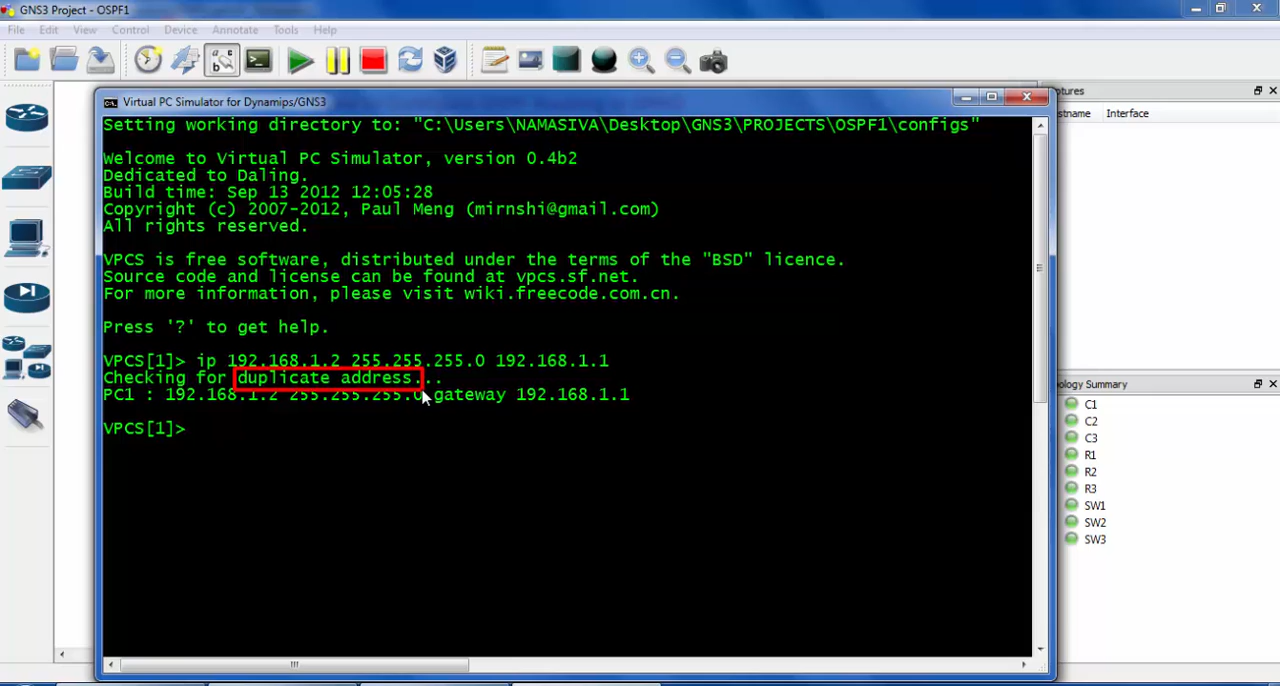 GNS3 Project - OSPF1
File Edit View Control Device Annotate Tools Help
Virtual PC Simulator for Dynamips/GNS3
Setting working directory to: "C:\Users\NAMASIVA\Desktop\GNS3\PROJECTS\OSPF1\configs"
Welcome to Virtual PC Simulator, version 0.4b2
Dedicated to Daling.
Build time: Sep 13 2012 12:05:28
Copyright (c) 2007-2012, Paul Meng (mirnshi@gmail.com)
All rights reserved.
VPCS is free software, distributed under the terms of the "BSD" licence.
Source code and license can be found at vpcs.sf.net.
For more information, please visit wiki.freecode.com.cn.
Press '?' to get help.
VPCS[1]> ip 192.168.1.2 255.255.255.0 192.168.1.1
Checking for duplicate address...
PC1 : 192.168.1.2 255.255.255.0 gateway 192.168.1.1
VPCS[1]>
tures
stname Interface
pology Summary
C1
C2
C3
R1
R2
R3
SW1
SW2
SW3